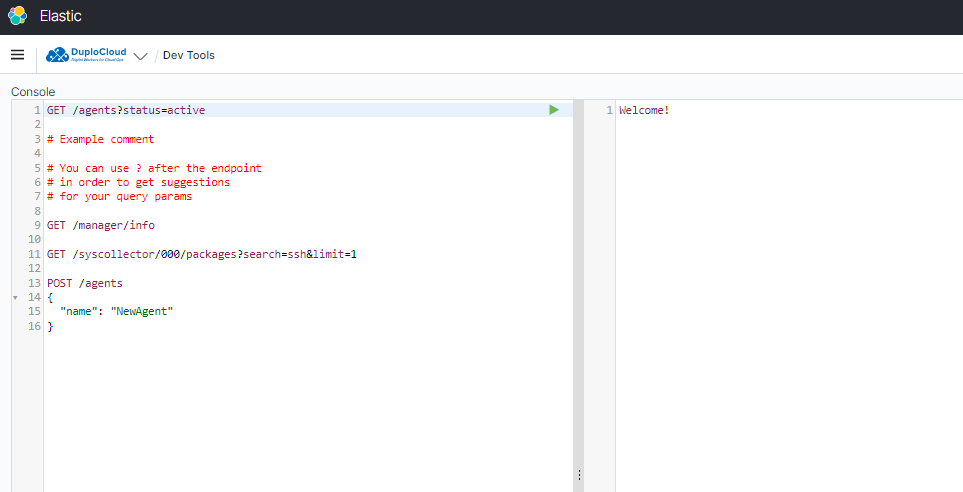 Elastic
DuploCloud
Digital Workers for Cloud Ops
/ Dev Tools
Console
1 GET /agents?status=active
2
3 # Example comment
4
5 # You can use ? after the endpoint
6 # in order to get suggestions
7 # for your query params
8
9 GET /manager/info
10
11 GET /syscollector/000/packages?search=ssh&limit=1
12
13 POST /agents
14 {
15 "name": "NewAgent"
16 }
1 Welcome!